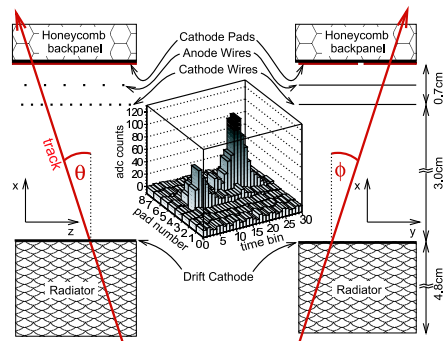 Honeycomb
backpanel
Cathode Pads
Anode Wires
Cathode Wires
Honeycomb
backpanel
0.7cm
3.0cm
4.8cm
track
θ
x
z
adc counts
120
100
80
60
40
20
0
8
7
6
5
4
3
2
1
0
pad number
0
5
10
15
20
25
30
time bin
ϕ
x
y
Drift Cathode
Radiator
Radiator